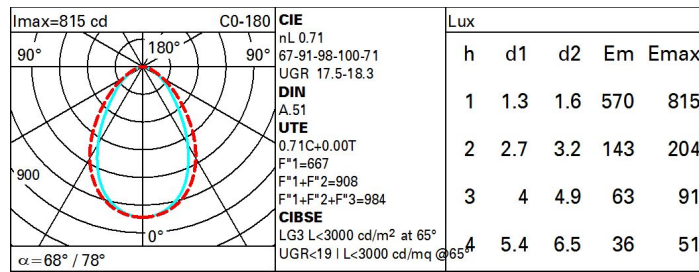 Imax=815 cd C0-180
90° 180° 90°
900
0°
α=68° / 78°
CIE
nL 0.71
67-91-98-100-71
UGR 17.5-18.3
DIN
A.51
UTE
0.71C+0.00T
F"1=667
F"1+F"2=908
F"1+F"2+F"3=984
CIBSE
LG3 L<3000 cd/m² at 65°
UGR<19 | L<3000 cd/mq @65°
Lux
h d1 d2 Em Emax
1 1.3 1.6 570 815
2 2.7 3.2 143 204
3 4 4.9 63 91
4 5.4 6.5 36 51